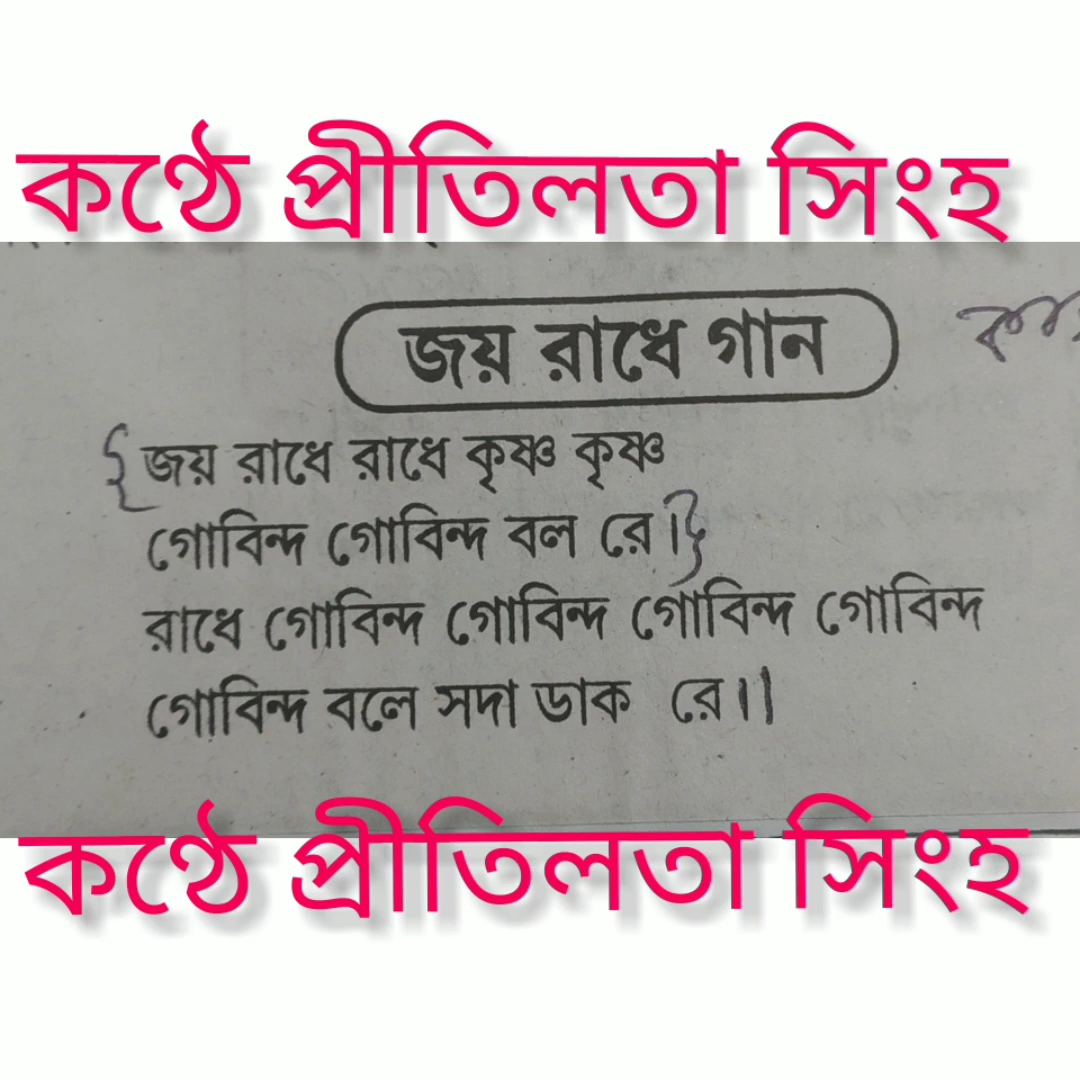 কণ্ঠে প্রীতিলতা সিংহ
জয় রাধে গান
{জয় রাধে রাধে কৃষ্ণ কৃষ্ণ
গোবিন্দ গোবিন্দ বল রে।}
রাধে গোবিন্দ গোবিন্দ গোবিন্দ গোবিন্দ
গোবিন্দ বলে সদা ডাক রে।।
কণ্ঠে প্রীতিলতা সিংহ